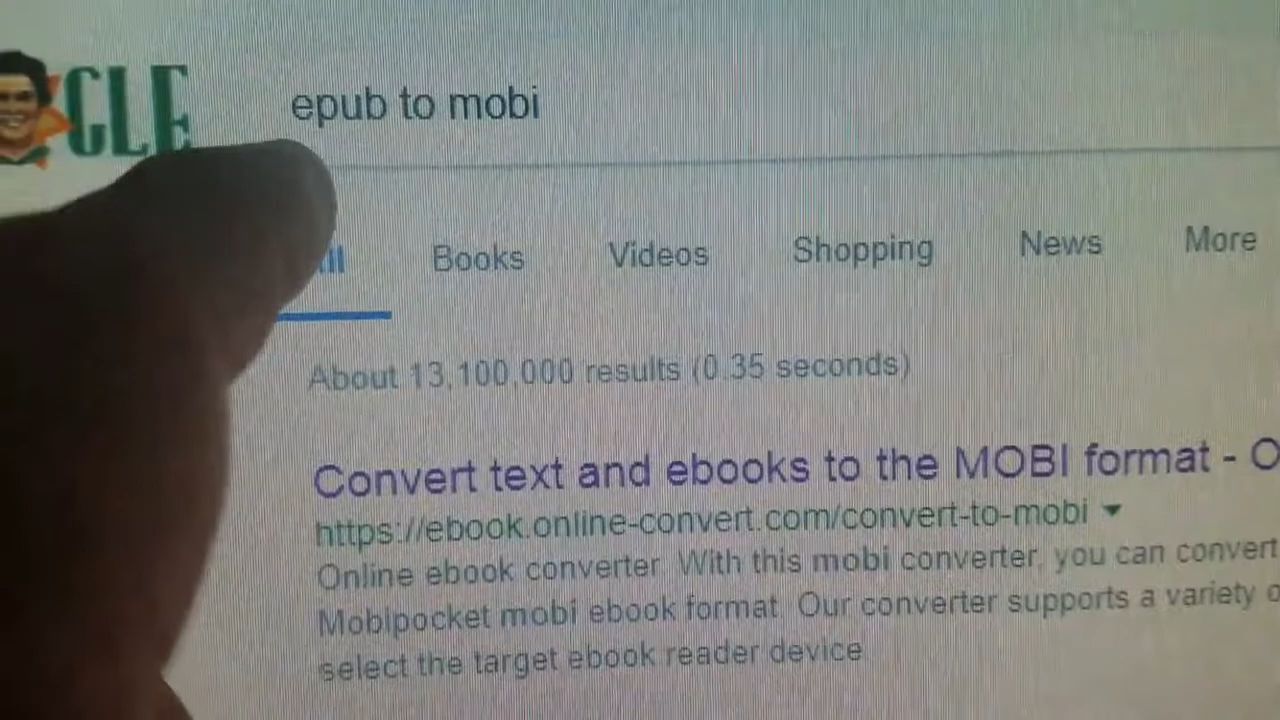 GLE
epub to mobi
All Books Videos Shopping News More
About 13,100,000 results (0.35 seconds)
Convert text and ebooks to the MOBI format - O
https://ebook.online-convert.com/convert-to-mobi
Online ebook converter. With this mobi converter, you can convert
Mobipocket mobi ebook format. Our converter supports a variety o
select the target ebook reader device.